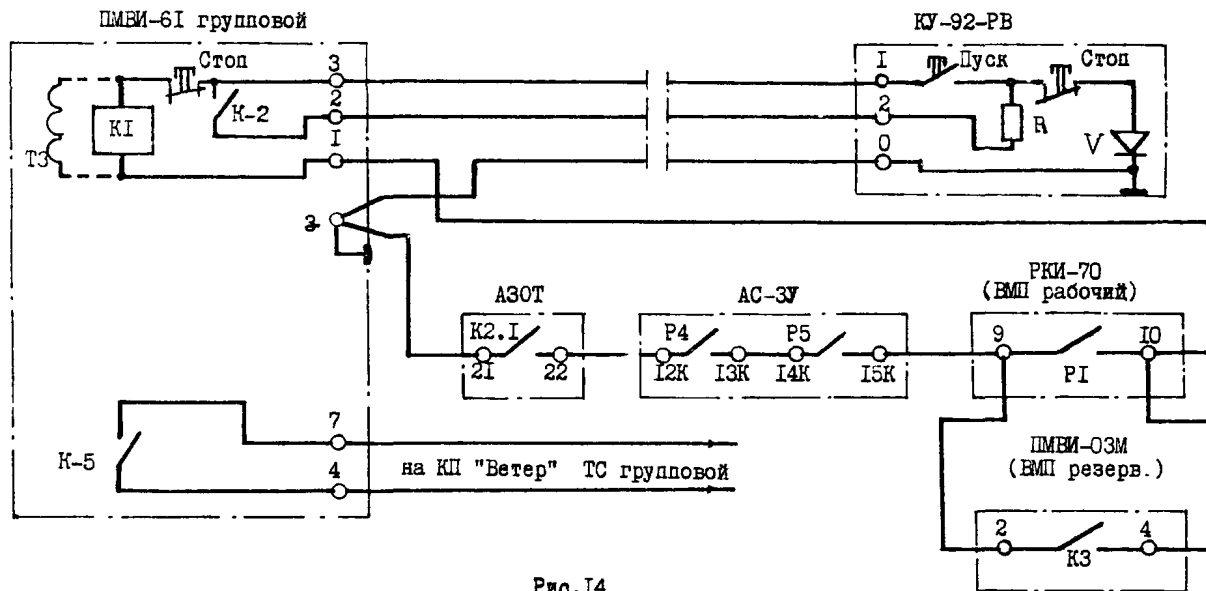 ПМВИ-6I групповой
КУ-92-РВ
Стоп
3
К-2
2
КI
I
ТЗ
I
Пуск
Стоп
2
R
V
0
3
АЗОТ
АС-3У
РКИ-70
(ВМП рабочий)
К2.I
Р4
Р5
9
I0
2I
22
I2К
I3К
I4К
I5К
РI
7
К-5
на КП "Ветер" ТС групповой
4
ПМВИ-03М
(ВМП резерв.)
2
4
К3
Рис.I4